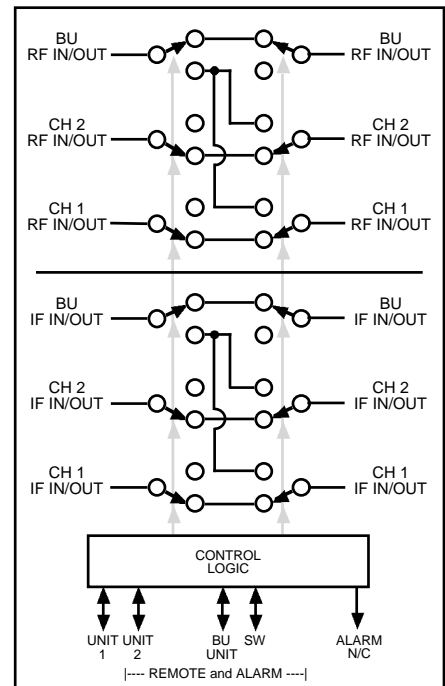 BU
RF IN/OUT
BU
RF IN/OUT
CH 2
RF IN/OUT
CH 2
RF IN/OUT
CH 1
RF IN/OUT
CH 1
RF IN/OUT
BU
IF IN/OUT
BU
IF IN/OUT
CH 2
IF IN/OUT
CH 2
IF IN/OUT
CH 1
IF IN/OUT
CH 1
IF IN/OUT
CONTROL
LOGIC
UNIT
1
UNIT
2
BU
UNIT
SW
ALARM
N/C
|---- REMOTE and ALARM ----|